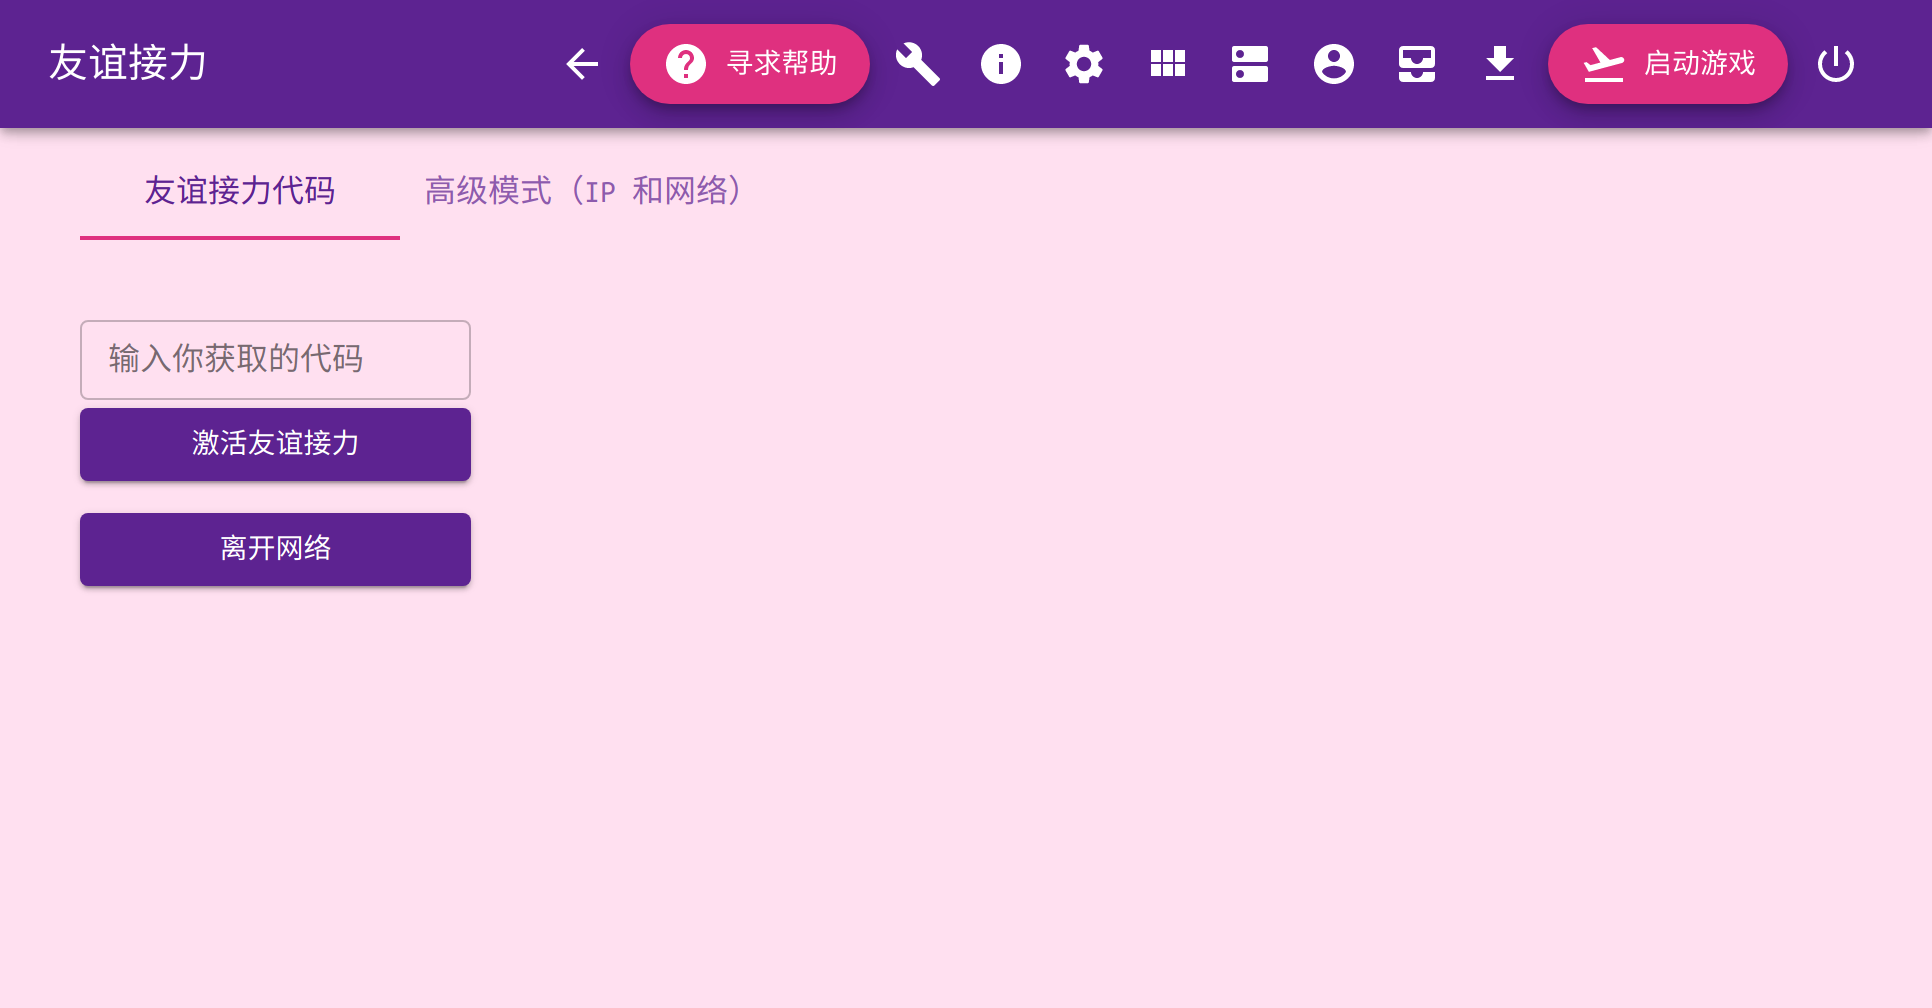 友谊接力
寻求帮助
启动游戏
友谊接力代码
高级模式（IP 和网络）
输入你获取的代码
激活友谊接力
离开网络